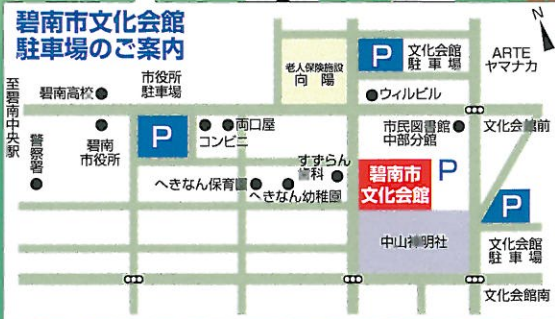 碧南市文化会館
駐車場のご案内
N
P
文化会館
駐車場
ARTE
ヤマナカ
老人保険施設
向陽
市役所
駐車場
碧南高校
ウィルビル
至碧南中央駅
警察署
碧南
市役所
P
両口屋
コンビニ
市民図書館
中部分館
文化会館前
すずらん
歯科
へきなん保育園
へきなん幼稚園
碧南市
文化会館
P
P
中山神明社
文化会館
駐車場
文化会館南